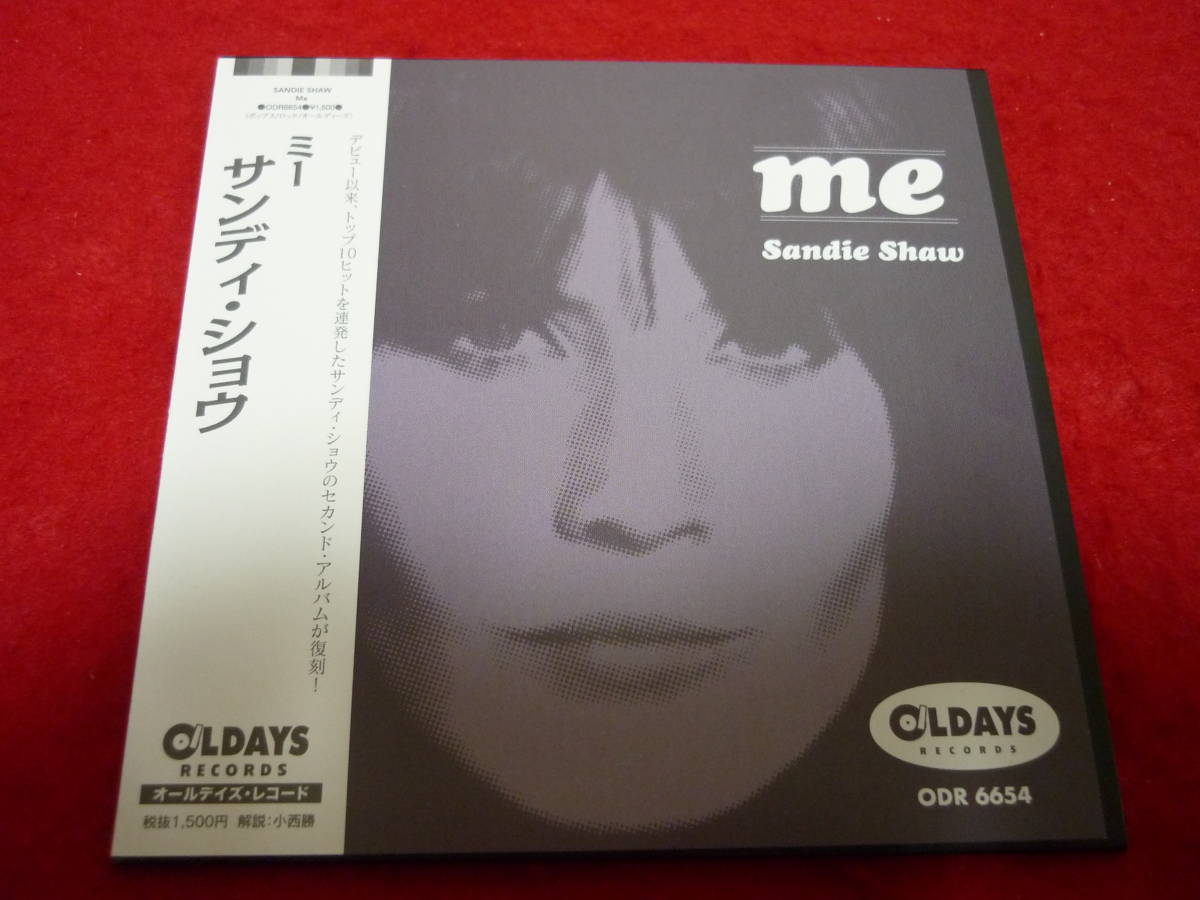 SANDIE SHAW
Me
●ODR6654●¥1,500●
(ポップス/ロック/オールディーズ)
ミー
サンディ・ショウ
デビュー以来、トップ10ヒットを連発したサンディ・ショウのセカンド・アルバムが復刻!
OLDAYS
RECORDS
オールデイズ・レコード
税抜1,500円 解説:小西勝
me
Sandie Shaw
OLDAYS
RECORDS
ODR 6654